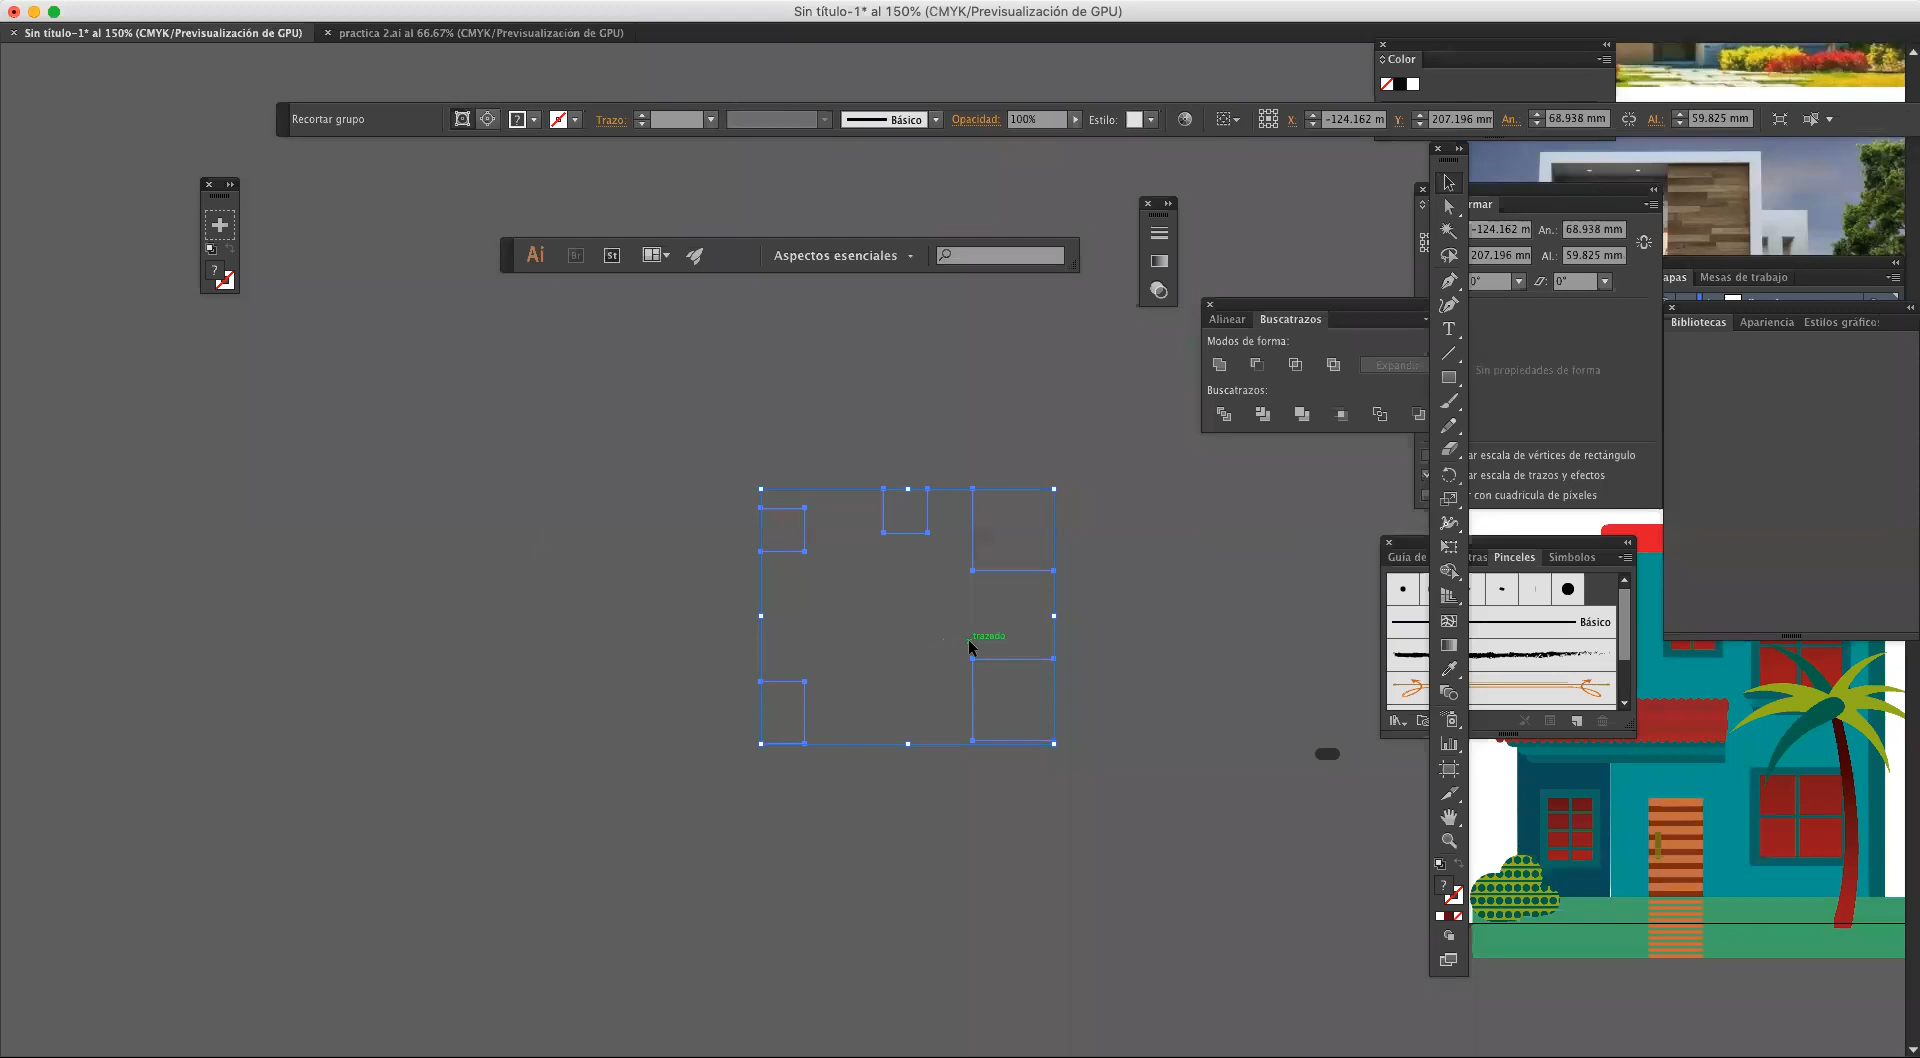 Sin título-1* al 150% (CMYK/Previsualización de GPU)
Sin título-1* al 150% (CMYK/Previsualización de GPU)
practica 2.ai al 66.67% (CMYK/Previsualización de GPU)
Color
Recortar grupo
?
Trazo:
Básico
Opacidad:
100%
Estilo:
X:
-124.162 m
Y:
207.196 mm
An.:
68.938 mm
Al.:
59.825 mm
rmar
-124.162 m
An.:
68.938 mm
207.196 mm
Al.:
59.825 mm
0°
0°
Ai
Br
St
Aspectos esenciales
?
apas
Mesas de trabajo
Bibliotecas
Apariencia
Estilos gráfico:
Alinear
Buscatrazos
Modos de forma:
Buscatrazos:
T
Sin propiedades de forma
ar escala de vértices de rectángulo
ar escala de trazos y efectos
r con cuadrícula de píxeles
Guía de
tras
Pinceles
Símbolos
Básico
trazado
?